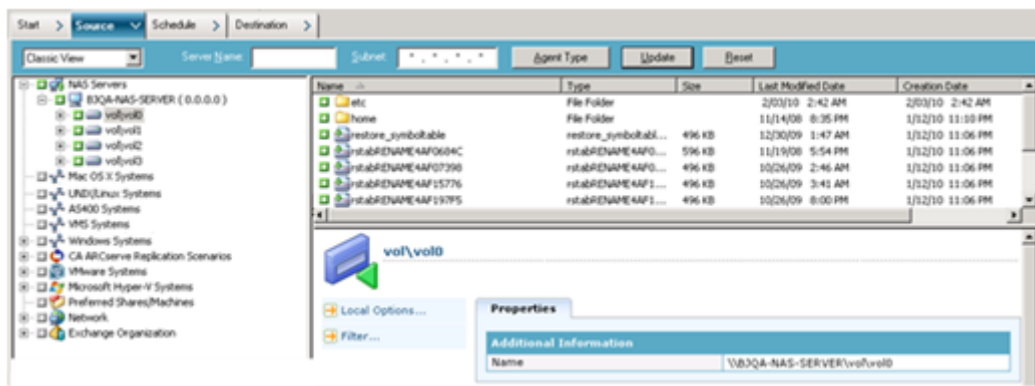 Start > Source Schedule > Destination >
Classic View Server Name: Subnet: Agent Type Update Reset
NAS Servers
BJQA-NAS-SERVER ( 0.0.0.0 )
vol\vol0
vol\vol1
vol\vol2
vol\vol3
Mac OS X Systems
UNIX/Linux Systems
AS400 Systems
VMS Systems
Windows Systems
CA ARCserve Replication Scenarios
VMware Systems
Microsoft Hyper-V Systems
Preferred Shares/Machines
Network
Exchange Organization
Name Type Size Last Modified Date Creation Date
etc File Folder 2/03/10 2:42 AM 2/03/10 2:42 AM
home File Folder 11/14/08 8:35 PM 1/12/10 11:10 PM
restore_symboltable restore_symboltabl... 496 KB 12/30/09 1:47 AM 1/12/10 11:06 PM
rstabRENAME4AF0684C rstabRENAME4AF0... 596 KB 11/19/08 5:54 PM 1/12/10 11:06 PM
rstabRENAME4AF07398 rstabRENAME4AF0... 496 KB 10/26/09 2:46 AM 1/12/10 11:06 PM
rstabRENAME4AF15776 rstabRENAME4AF1... 496 KB 10/26/09 3:41 AM 1/12/10 11:06 PM
rstabRENAME4AF197F5 rstabRENAME4AF1... 496 KB 10/26/09 8:00 PM 1/12/10 11:06 PM
vol\vol0
Local Options...
Filter...
Properties
Additional Information
Name \\BJQA-NAS-SERVER\vol\vol0